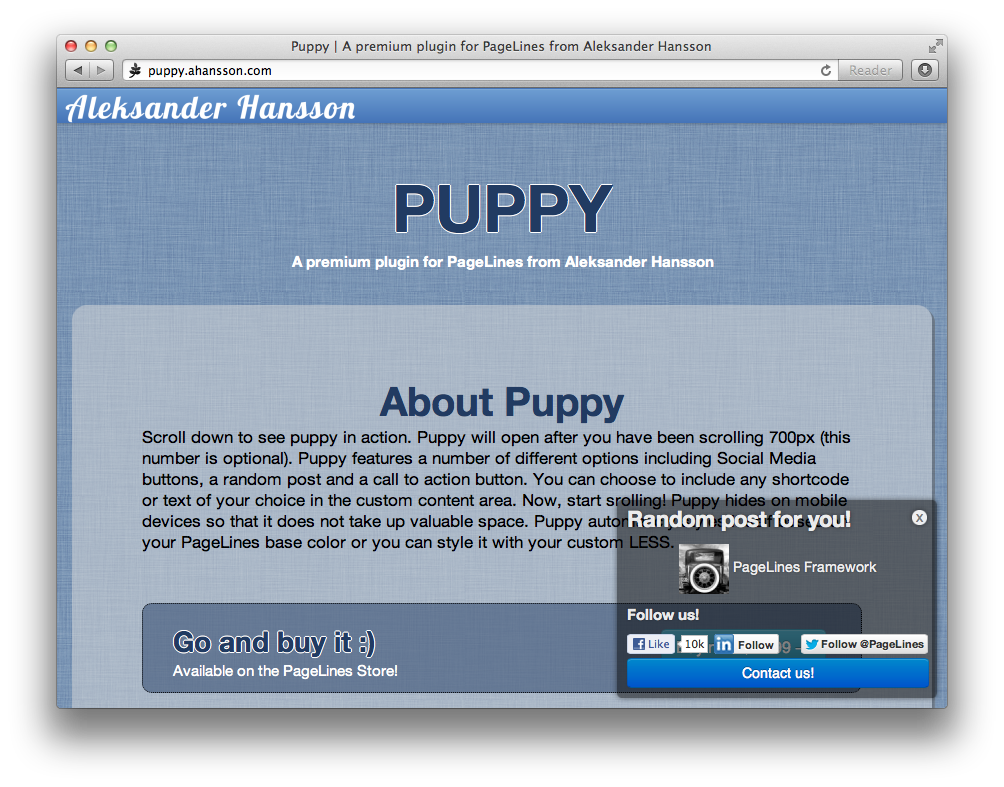 Puppy | A premium plugin for PageLines from Aleksander Hansson
puppy.ahansson.com
Reader
Aleksander Hansson
PUPPY
A premium plugin for PageLines from Aleksander Hansson
About Puppy
Scroll down to see puppy in action. Puppy will open after you have been scrolling 700px (this
number is optional). Puppy features a number of different options including Social Media
buttons, a random post and a call to action button. You can choose to include any shortcode
or text of your choice in the custom content area. Now, start srolling! Puppy hides on mobile
devices so that it does not take up valuable space. Puppy
your PageLines base color or you can style it with your custom LESS.
Go and buy it :)
Available on the PageLines Store!
Random post for you!
x
PageLines Framework
Follow us!
Like 10k in Follow Follow @PageLines
Contact us!